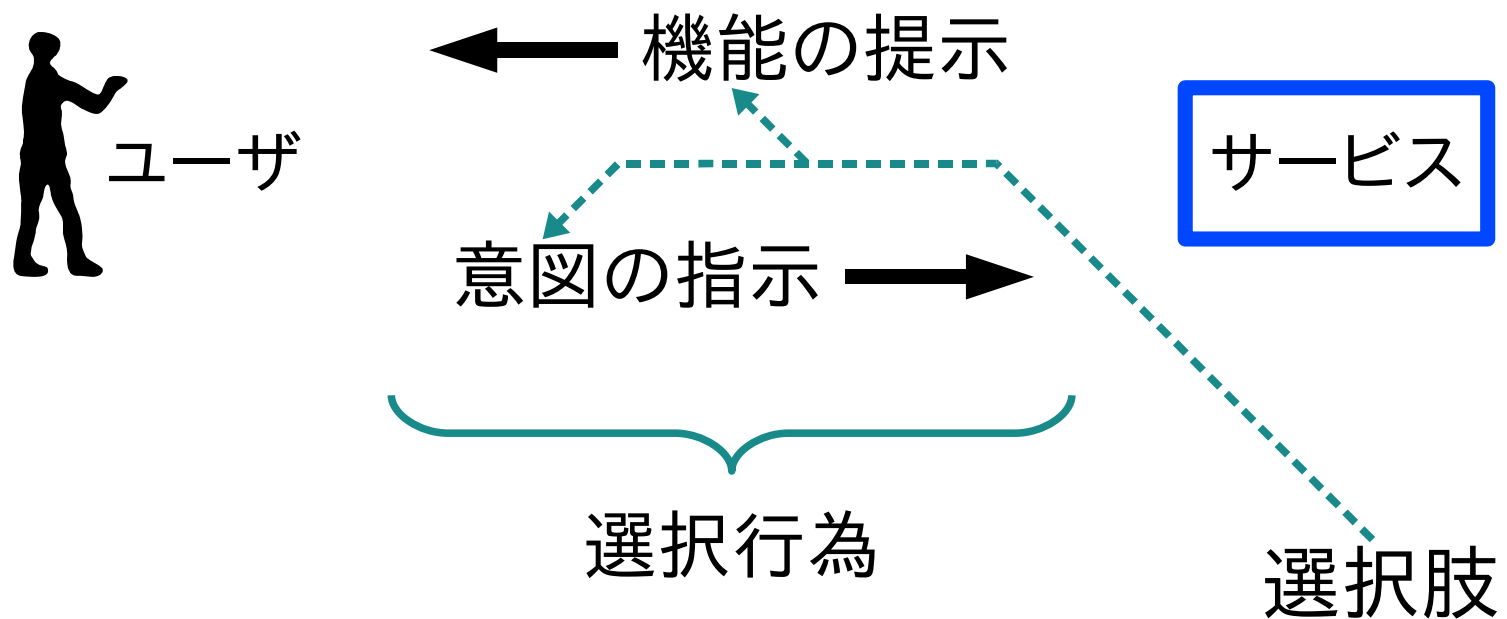 機能の提示
ユーザ
サービス
意図の指示
選択行為
選択肢